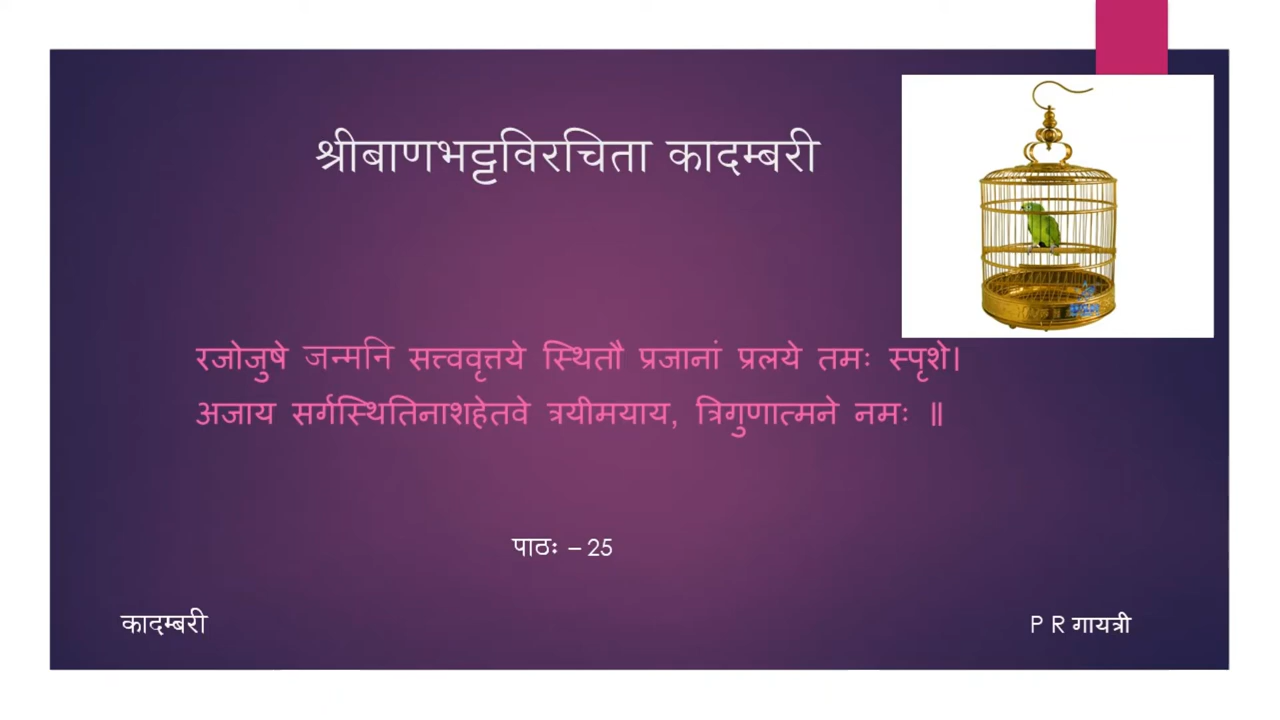 श्रीबाणभट्टविरचिता कादम्बरी
रजोजुषे जन्मनि सत्त्ववृत्तये स्थितौ प्रजानां प्रलये तमः स्पृशे।
अजाय सर्गस्थितिनाशहेतवे त्रयीमयाय, त्रिगुणात्मने नमः ॥
पाठः – 25
कादम्बरी
P R गायत्री